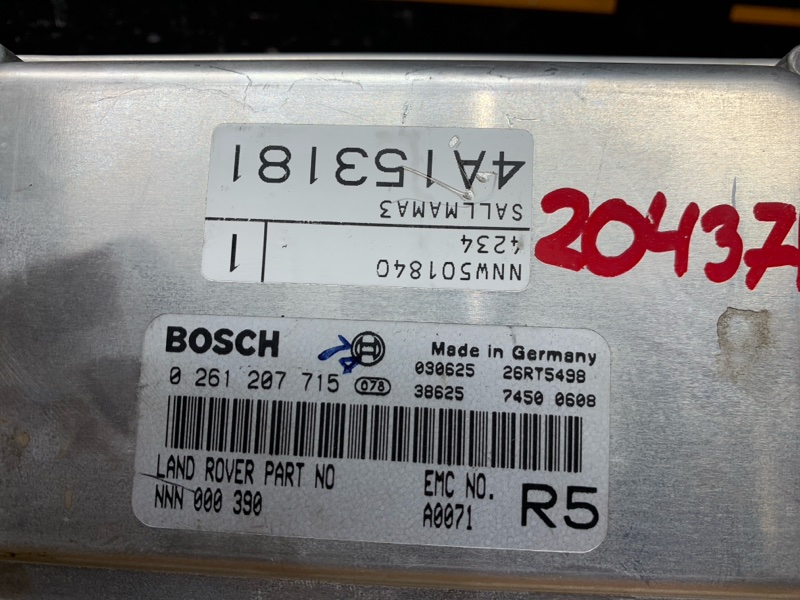 NNW501840
4234
1
SALLMAMA3
4A153181
20437
BOSCH
Made in Germany
0 261 207 715 078
030625 26RT5498
38625 7450 0608
LAND ROVER PART NO
NNN 000 390
EMC NO.
A0071
R5